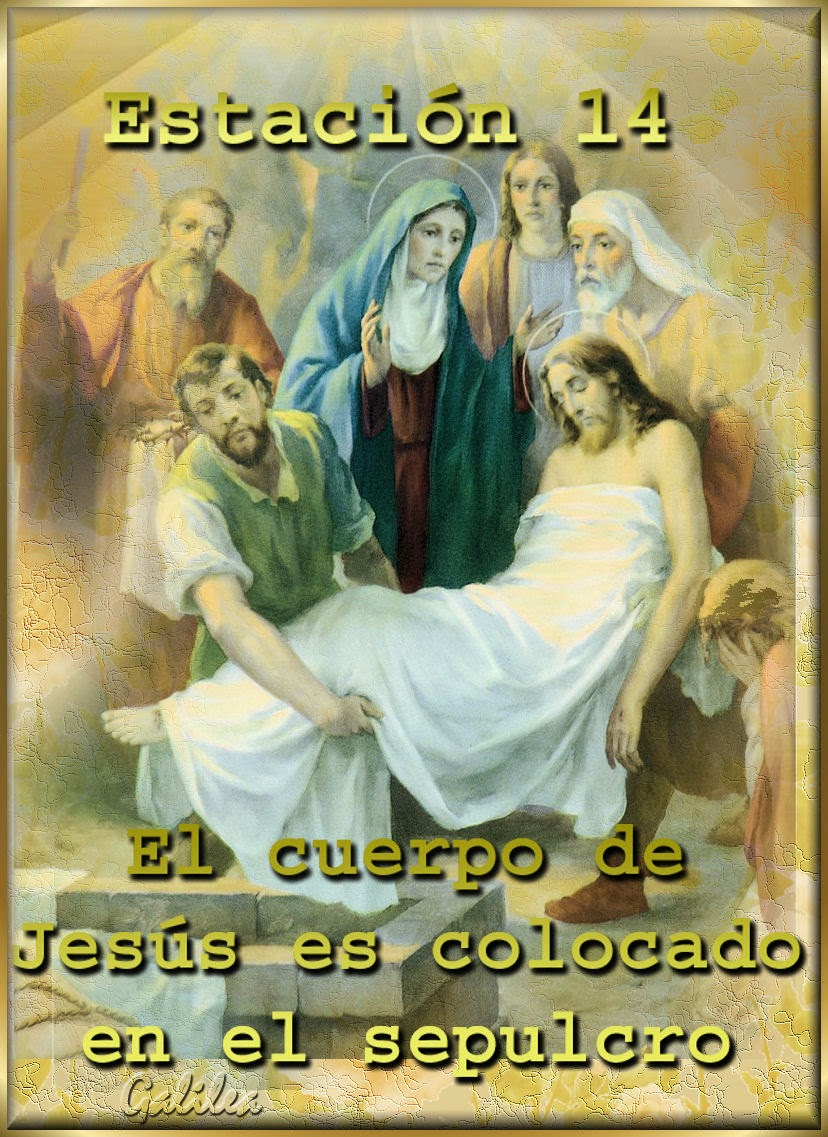 Estación 14
El cuerpo de
Jesús es colocado
en el sepulcro
Galilea